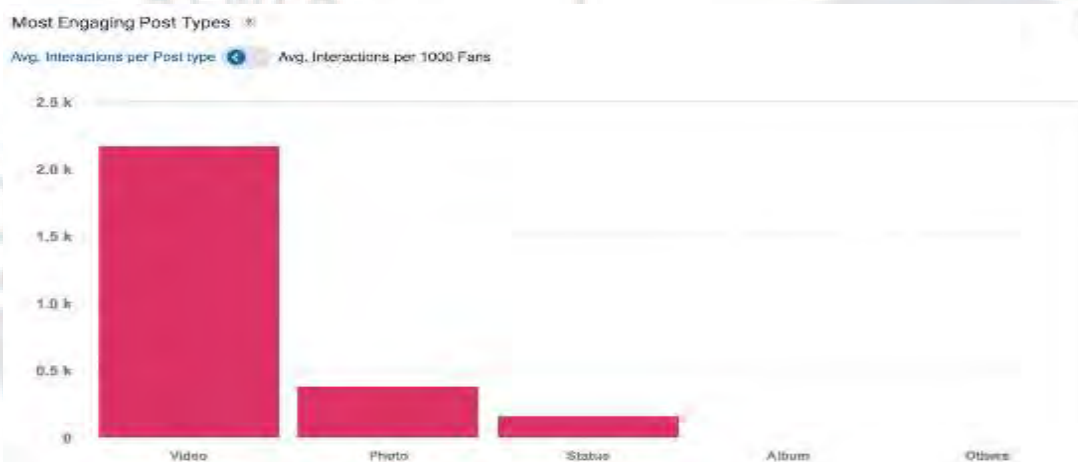 Most Engaging Post Types
Avg. Interactions per Post type Avg. Interactions per 1000 Fans
2.5 k
2.0 k
1.5 k
1.0 k
0.5 k
0
Video Photo Status Album Others